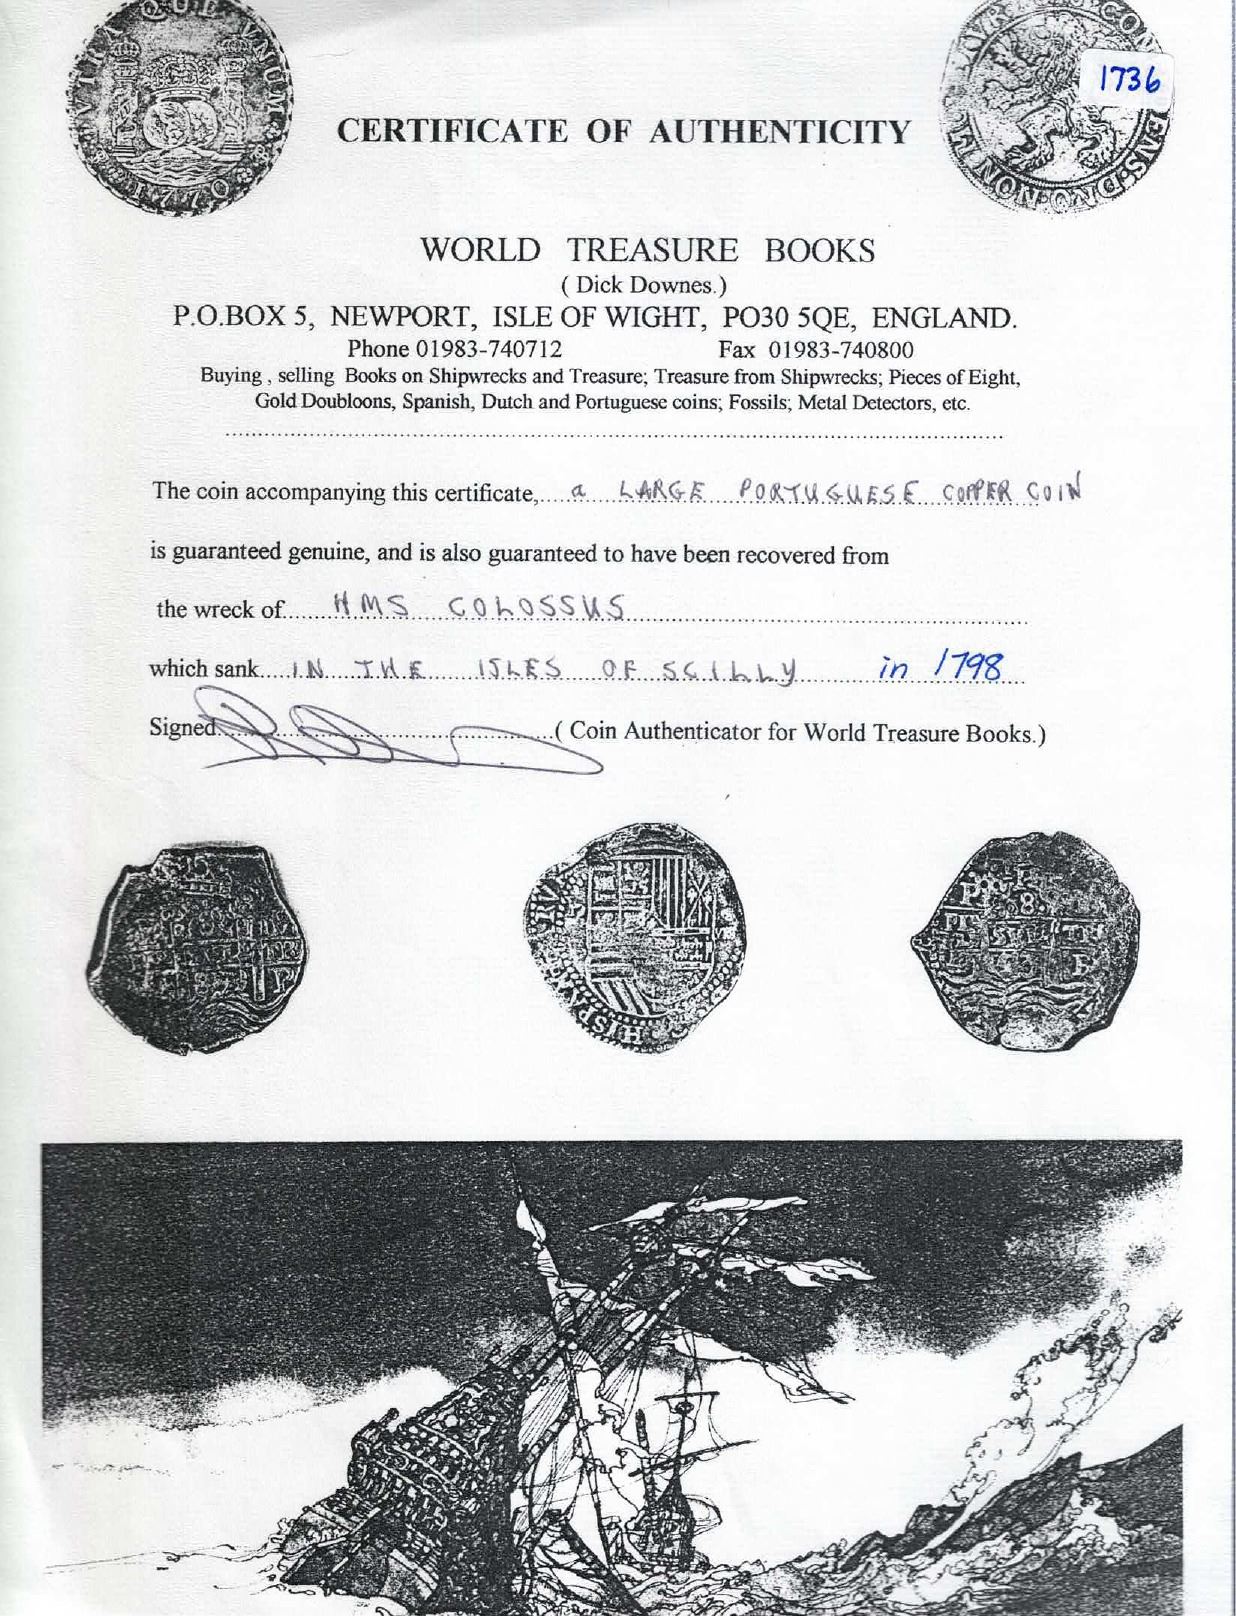 VTRA QUE VNUM
1770
1736
CERTIFICATE OF AUTHENTICITY
WORLD TREASURE BOOKS
( Dick Downes.)
P.O.BOX 5, NEWPORT, ISLE OF WIGHT, PO30 5QE, ENGLAND.
Phone 01983-740712 Fax 01983-740800
Buying , selling Books on Shipwrecks and Treasure; Treasure from Shipwrecks; Pieces of Eight,
Gold Doubloons, Spanish, Dutch and Portuguese coins; Fossils; Metal Detectors, etc.
The coin accompanying this certificate, a LARGE PORTUGUESE COPPER COIN
is guaranteed genuine, and is also guaranteed to have been recovered from
the wreck of HMS COLOSSUS
which sank IN THE ISLES OF SCILLY in 1798
Signed ( Coin Authenticator for World Treasure Books.)